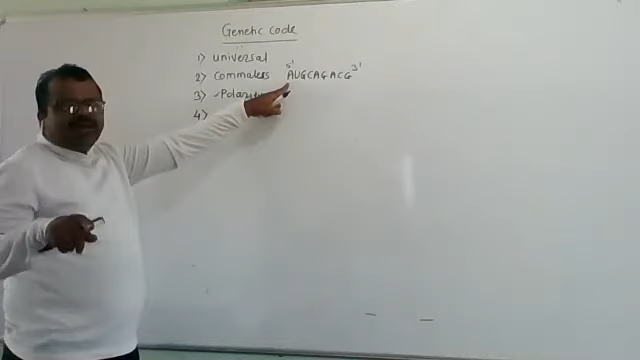 Genetic code
1) universal
2) Commaless 5' AUGCAGACG 3'
3) Polarity
4)